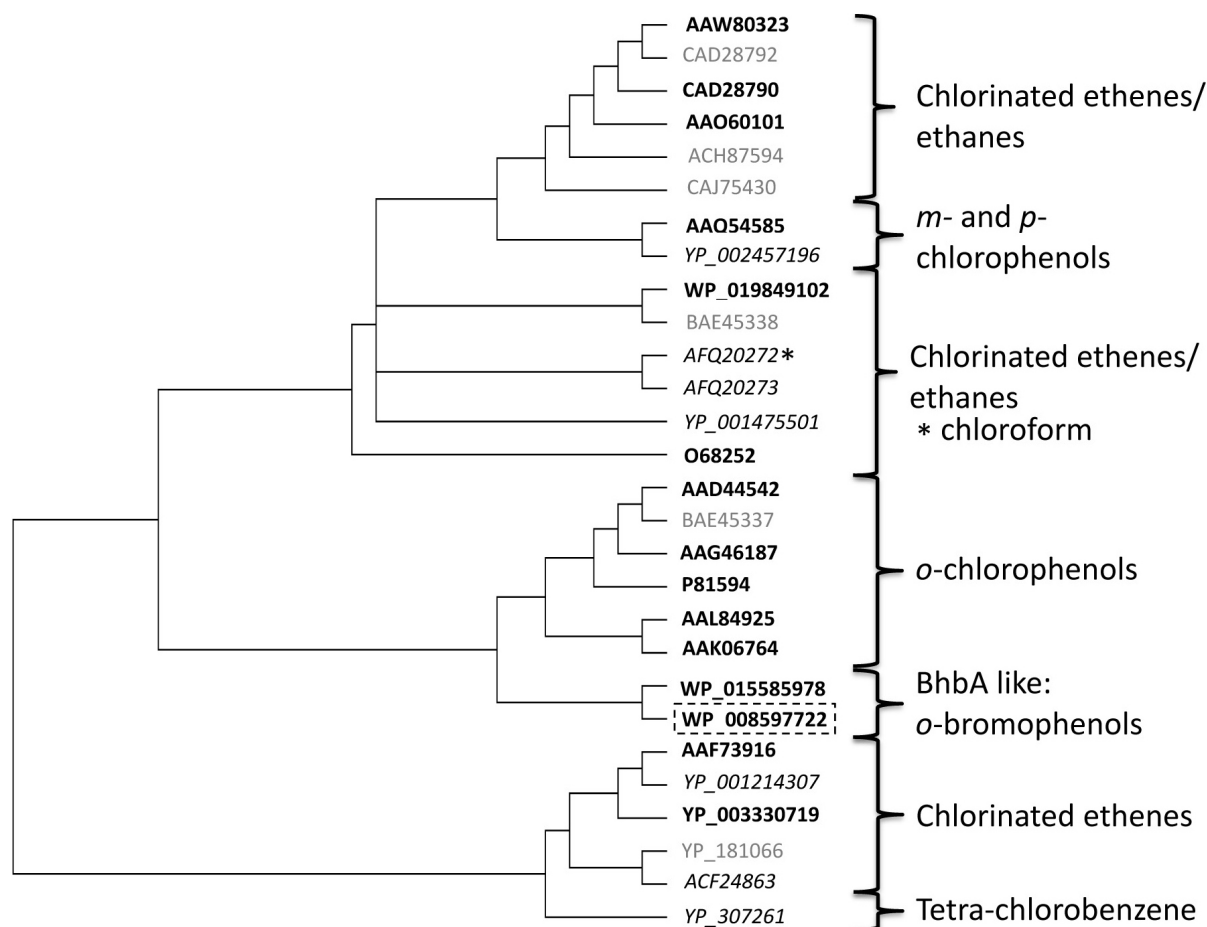 AAW80323
CAD28792
CAD28790
AAO60101
ACH87594
CAJ75430
Chlorinated ethenes/
ethanes
AAQ54585
YP_002457196
m- and p-
chlorophenols
WP_019849102
BAE45338
AFQ20272*
AFQ20273
YP_001475501
O68252
Chlorinated ethenes/
ethanes
* chloroform
AAD44542
BAE45337
AAG46187
P81594
AAL84925
AAK06764
o-chlorophenols
WP_015585978
WP_008597722
BhbA like:
o-bromophenols
AAF73916
YP_001214307
YP_003330719
YP_181066
ACF24863
Chlorinated ethenes
YP_307261
Tetra-chlorobenzene